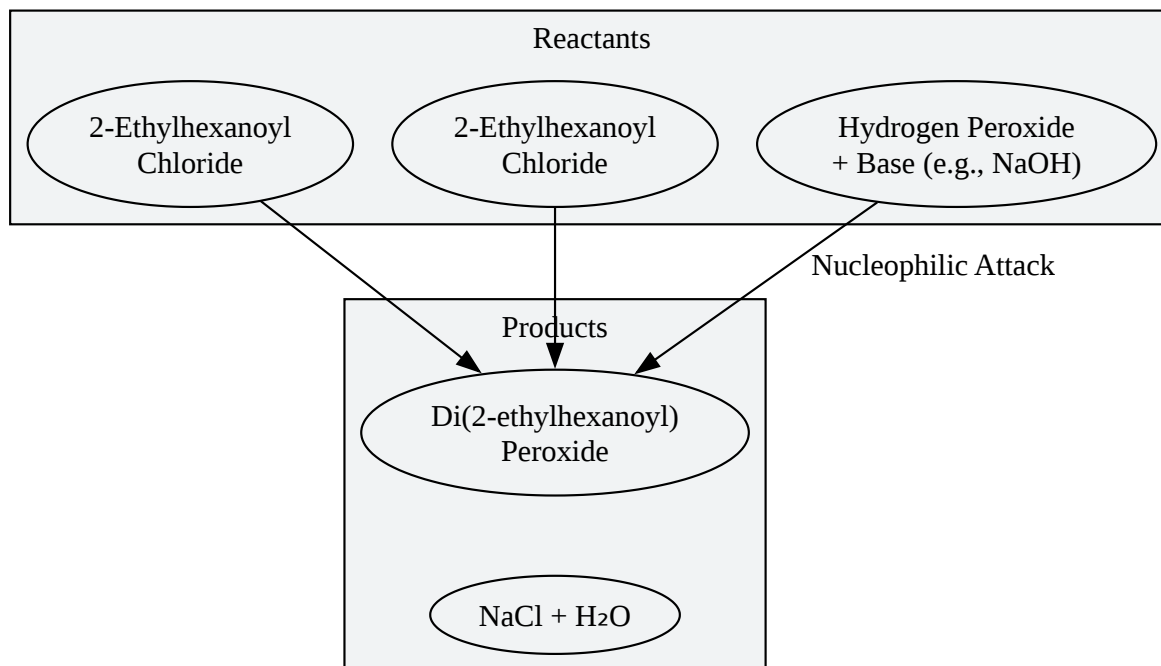 Reactants
2-Ethylhexanoyl
Chloride
2-Ethylhexanoyl
Chloride
Hydrogen Peroxide
+ Base (e.g., NaOH)
Nucleophilic Attack
Products
Di(2-ethylhexanoyl)
Peroxide
NaCl + H₂O